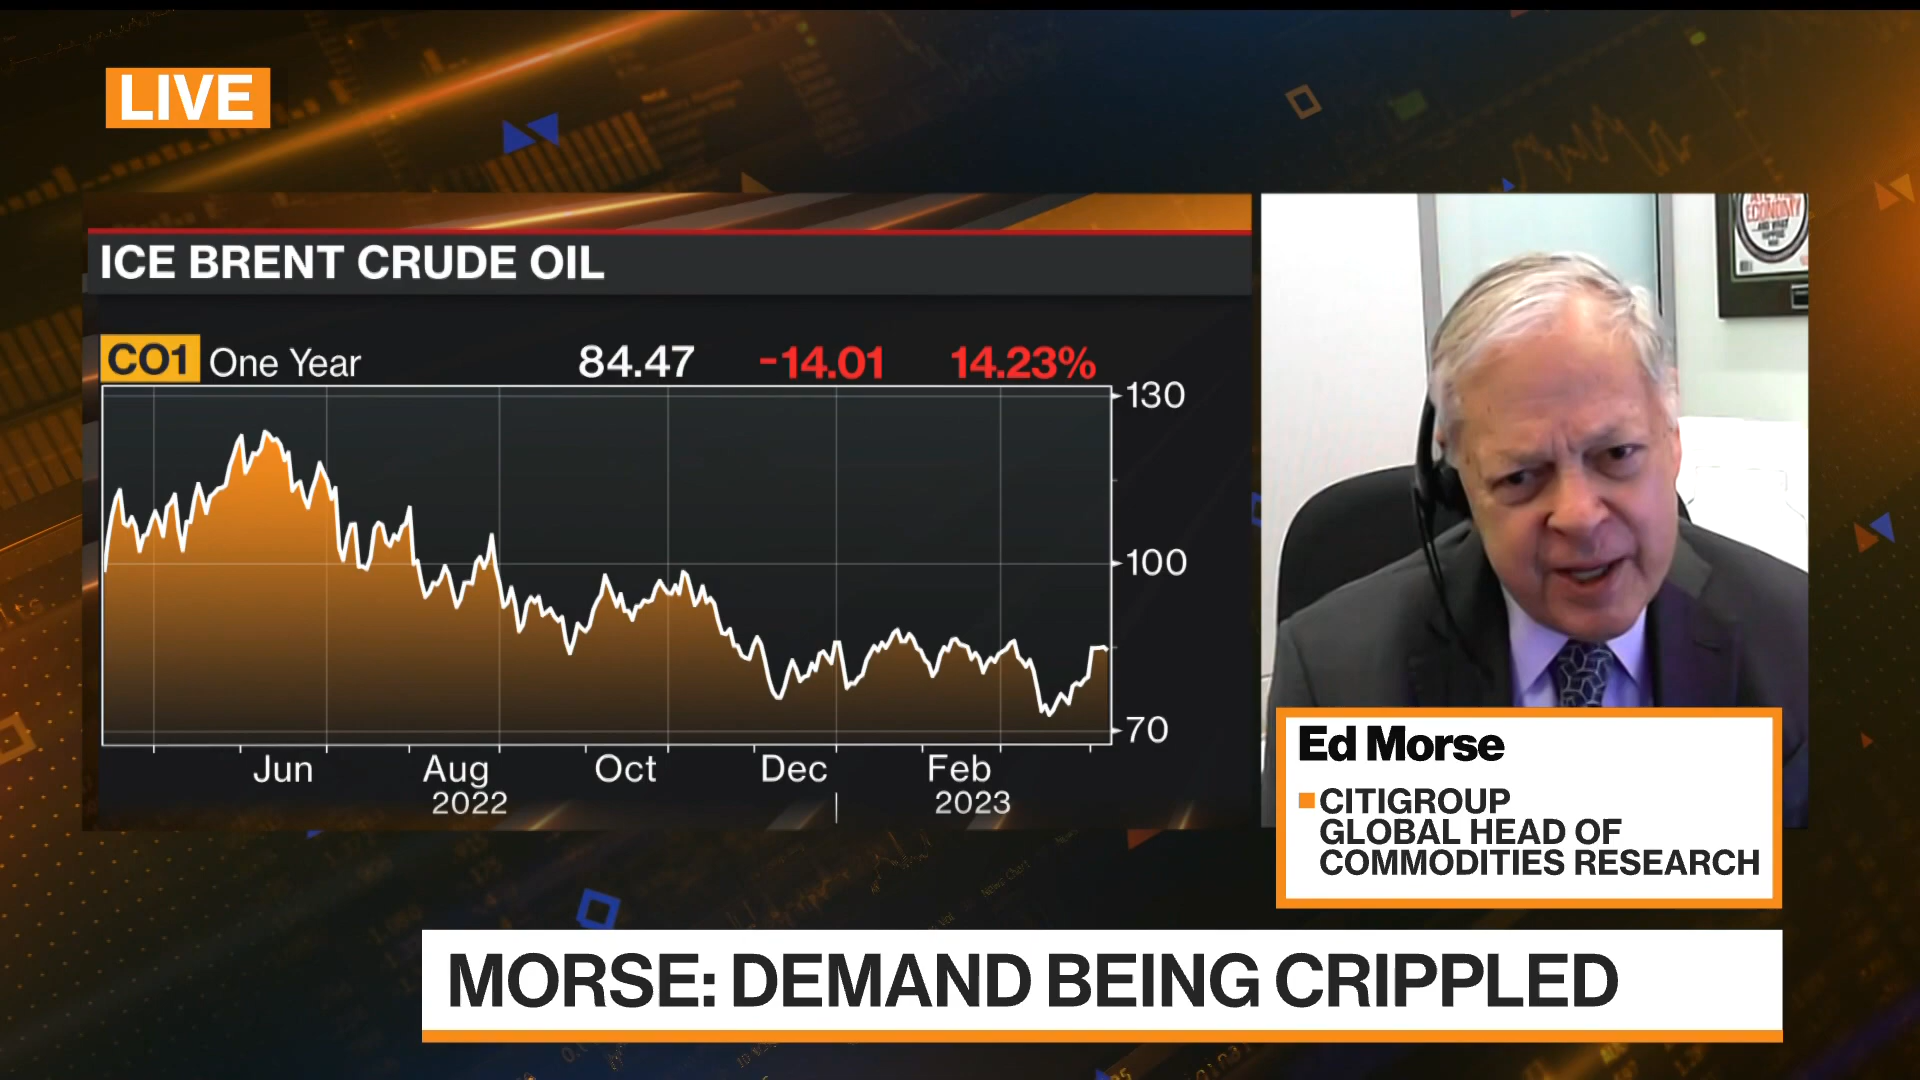 LIVE
ICE BRENT CRUDE OIL
CO1 One Year 84.47 -14.01 14.23%
130
100
70
Jun Aug Oct Dec Feb
2022 2023
ECONOMY
Ed Morse
CITIGROUP
GLOBAL HEAD OF
COMMODITIES RESEARCH
MORSE: DEMAND BEING CRIPPLED